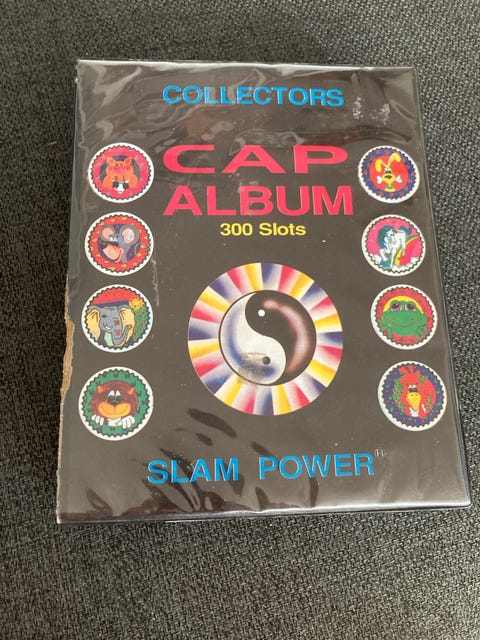 COLLECTORS
CAP
ALBUM
300 Slots
SLAM POWER®